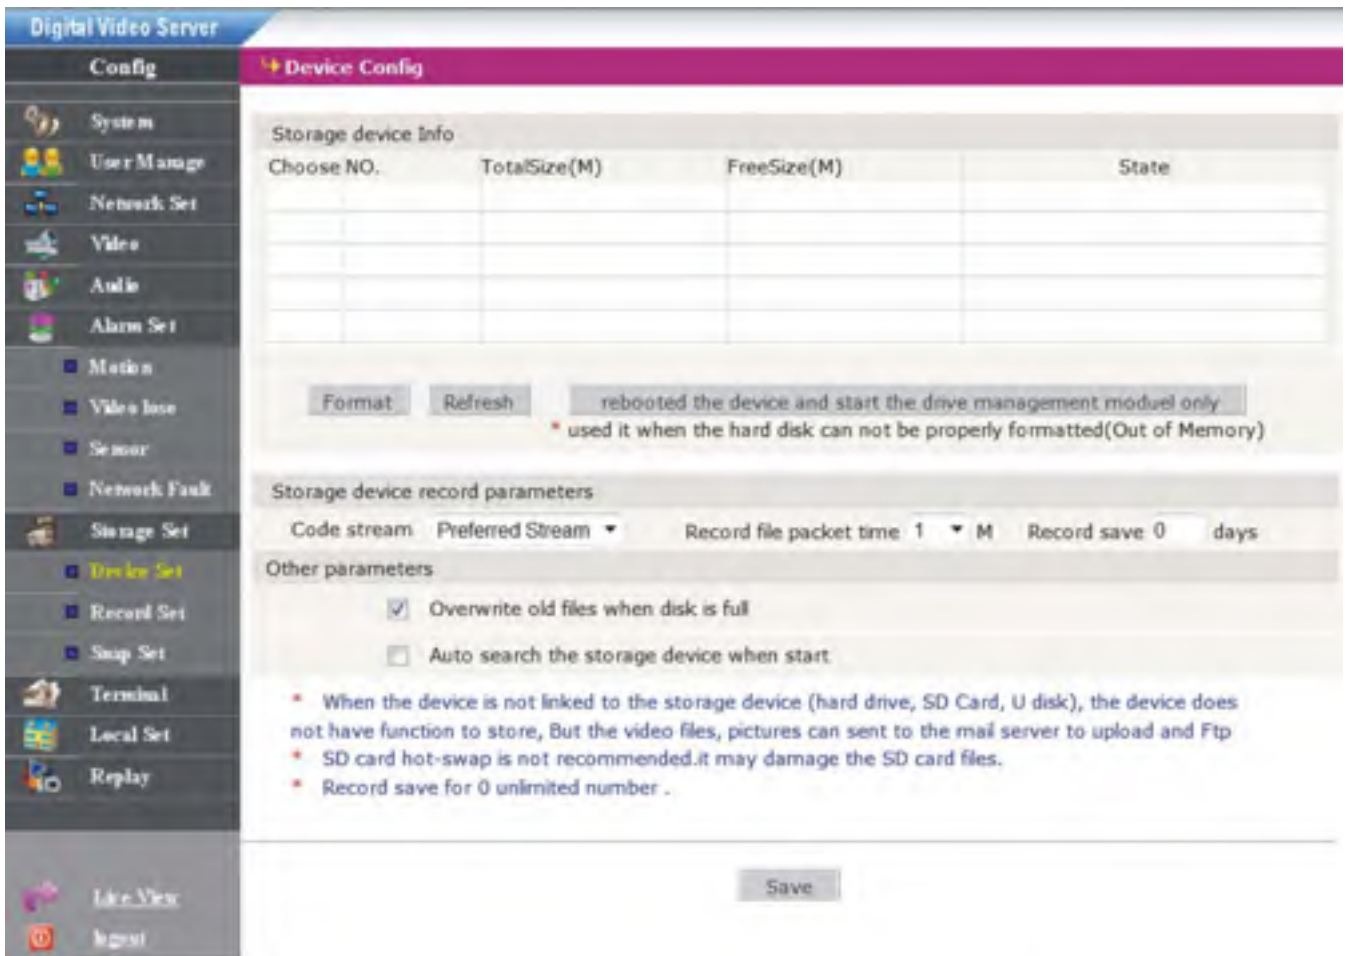 Digital Video Server
Config
System
User Manage
Network Set
Video
Audio
Alarm Set
Motion
Video lose
Sensor
Network Fault
Storage Set
Device Set
Record Set
Snap Set
Terminal
Local Set
Replay
Live View
logout
Device Config
Storage device Info
Choose NO. TotalSize(M) FreeSize(M) State
Format Refresh rebooted the device and start the drive management moduel only
* used it when the hard disk can not be properly formatted(Out of Memory)
Storage device record parameters
Code stream Preferred Stream Record file packet time 1 M Record save 0 days
Other parameters
Overwrite old files when disk is full
Auto search the storage device when start
* When the device is not linked to the storage device (hard drive, SD Card, U disk), the device does
not have function to store, But the video files, pictures can sent to the mail server to upload and Ftp
* SD card hot-swap is not recommended.it may damage the SD card files.
* Record save for 0 unlimited number .
Save